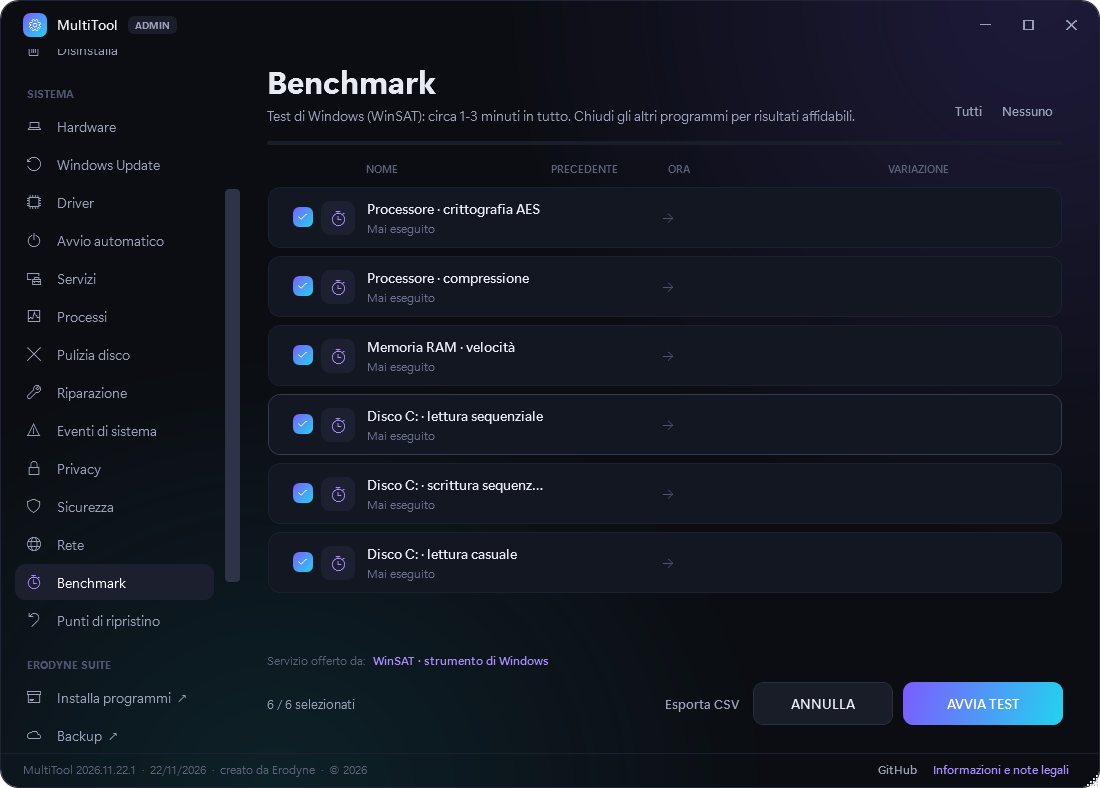 MultiTool ADMIN
Disinstalla
SISTEMA
Hardware
Windows Update
Driver
Avvio automatico
Servizi
Processi
Pulizia disco
Riparazione
Eventi di sistema
Privacy
Sicurezza
Rete
Benchmark
Punti di ripristino
ERODYNE SUITE
Installa programmi ↗
Backup ↗
Benchmark
Test di Windows (WinSAT): circa 1-3 minuti in tutto. Chiudi gli altri programmi per risultati affidabili.
Tutti Nessuno
NOME PRECEDENTE ORA VARIAZIONE
Processore · crittografia AES
Mai eseguito
→
Processore · compressione
Mai eseguito
→
Memoria RAM · velocità
Mai eseguito
→
Disco C: · lettura sequenziale
Mai eseguito
→
Disco C: · scrittura sequenz...
Mai eseguito
→
Disco C: · lettura casuale
Mai eseguito
→
Servizio offerto da: WinSAT · strumento di Windows
6 / 6 selezionati
Esporta CSV ANNULLA AVVIA TEST
MultiTool 2026.11.22.1 · 22/11/2026 · creato da Erodyne · © 2026
GitHub Informazioni e note legali